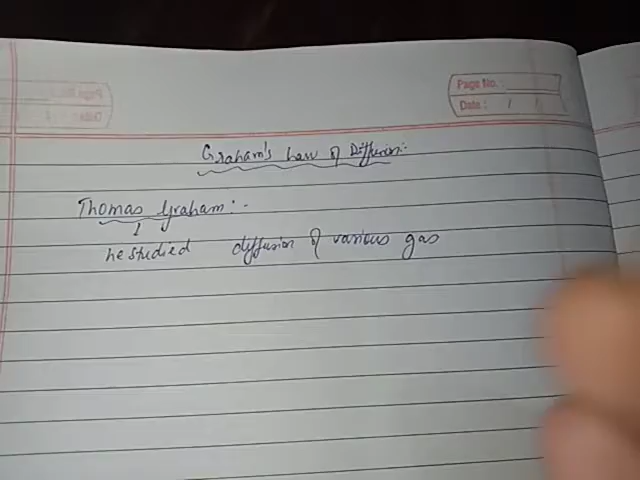 Page No.
Date : / /
Graham's Law of Diffusion:-
Thomas Graham :-
he studied diffusion of various gas